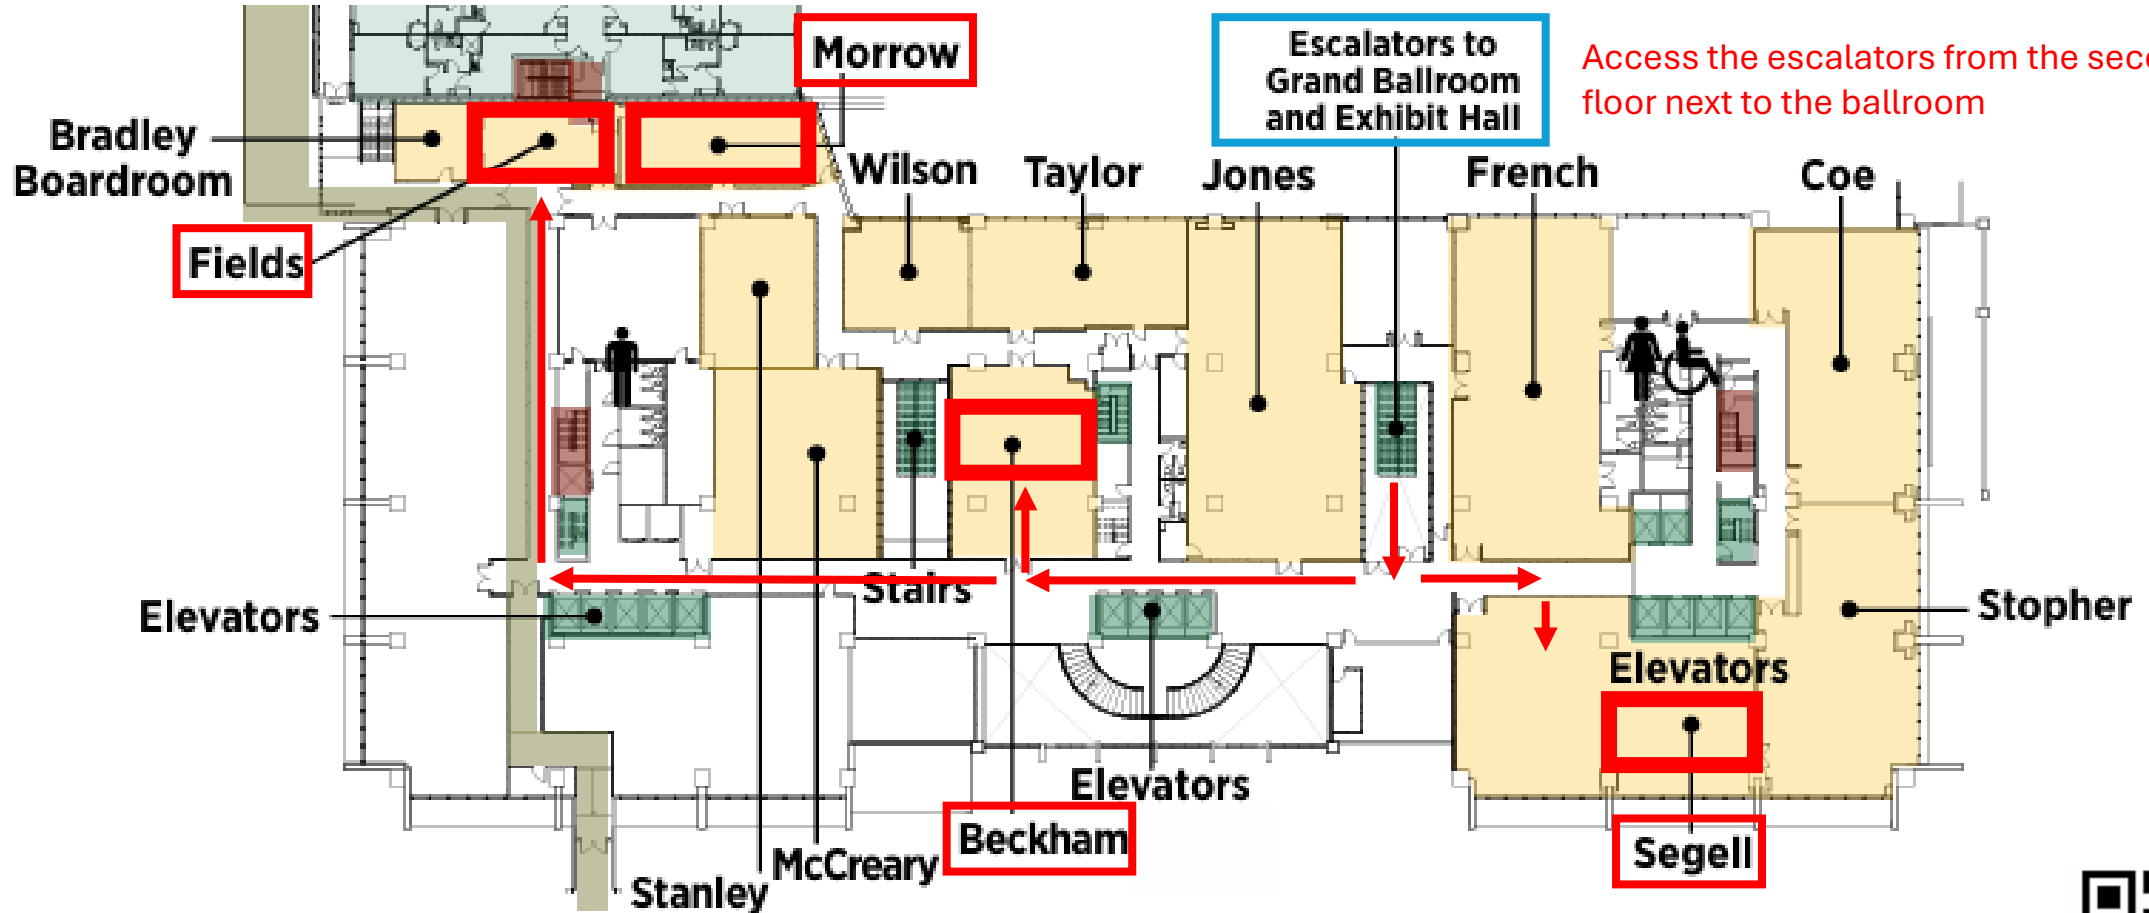 Morrow
Escalators to
Grand Ballroom
and Exhibit Hall
Access the escalators from the
floor next to the ballroom
Bradley
Boardroom
Wilson
Taylor
Jones
French
Coe
Fields
Elevators
Stairs
Stopher
Elevators
Elevators
Beckham
Segell
McCreary
Stanley